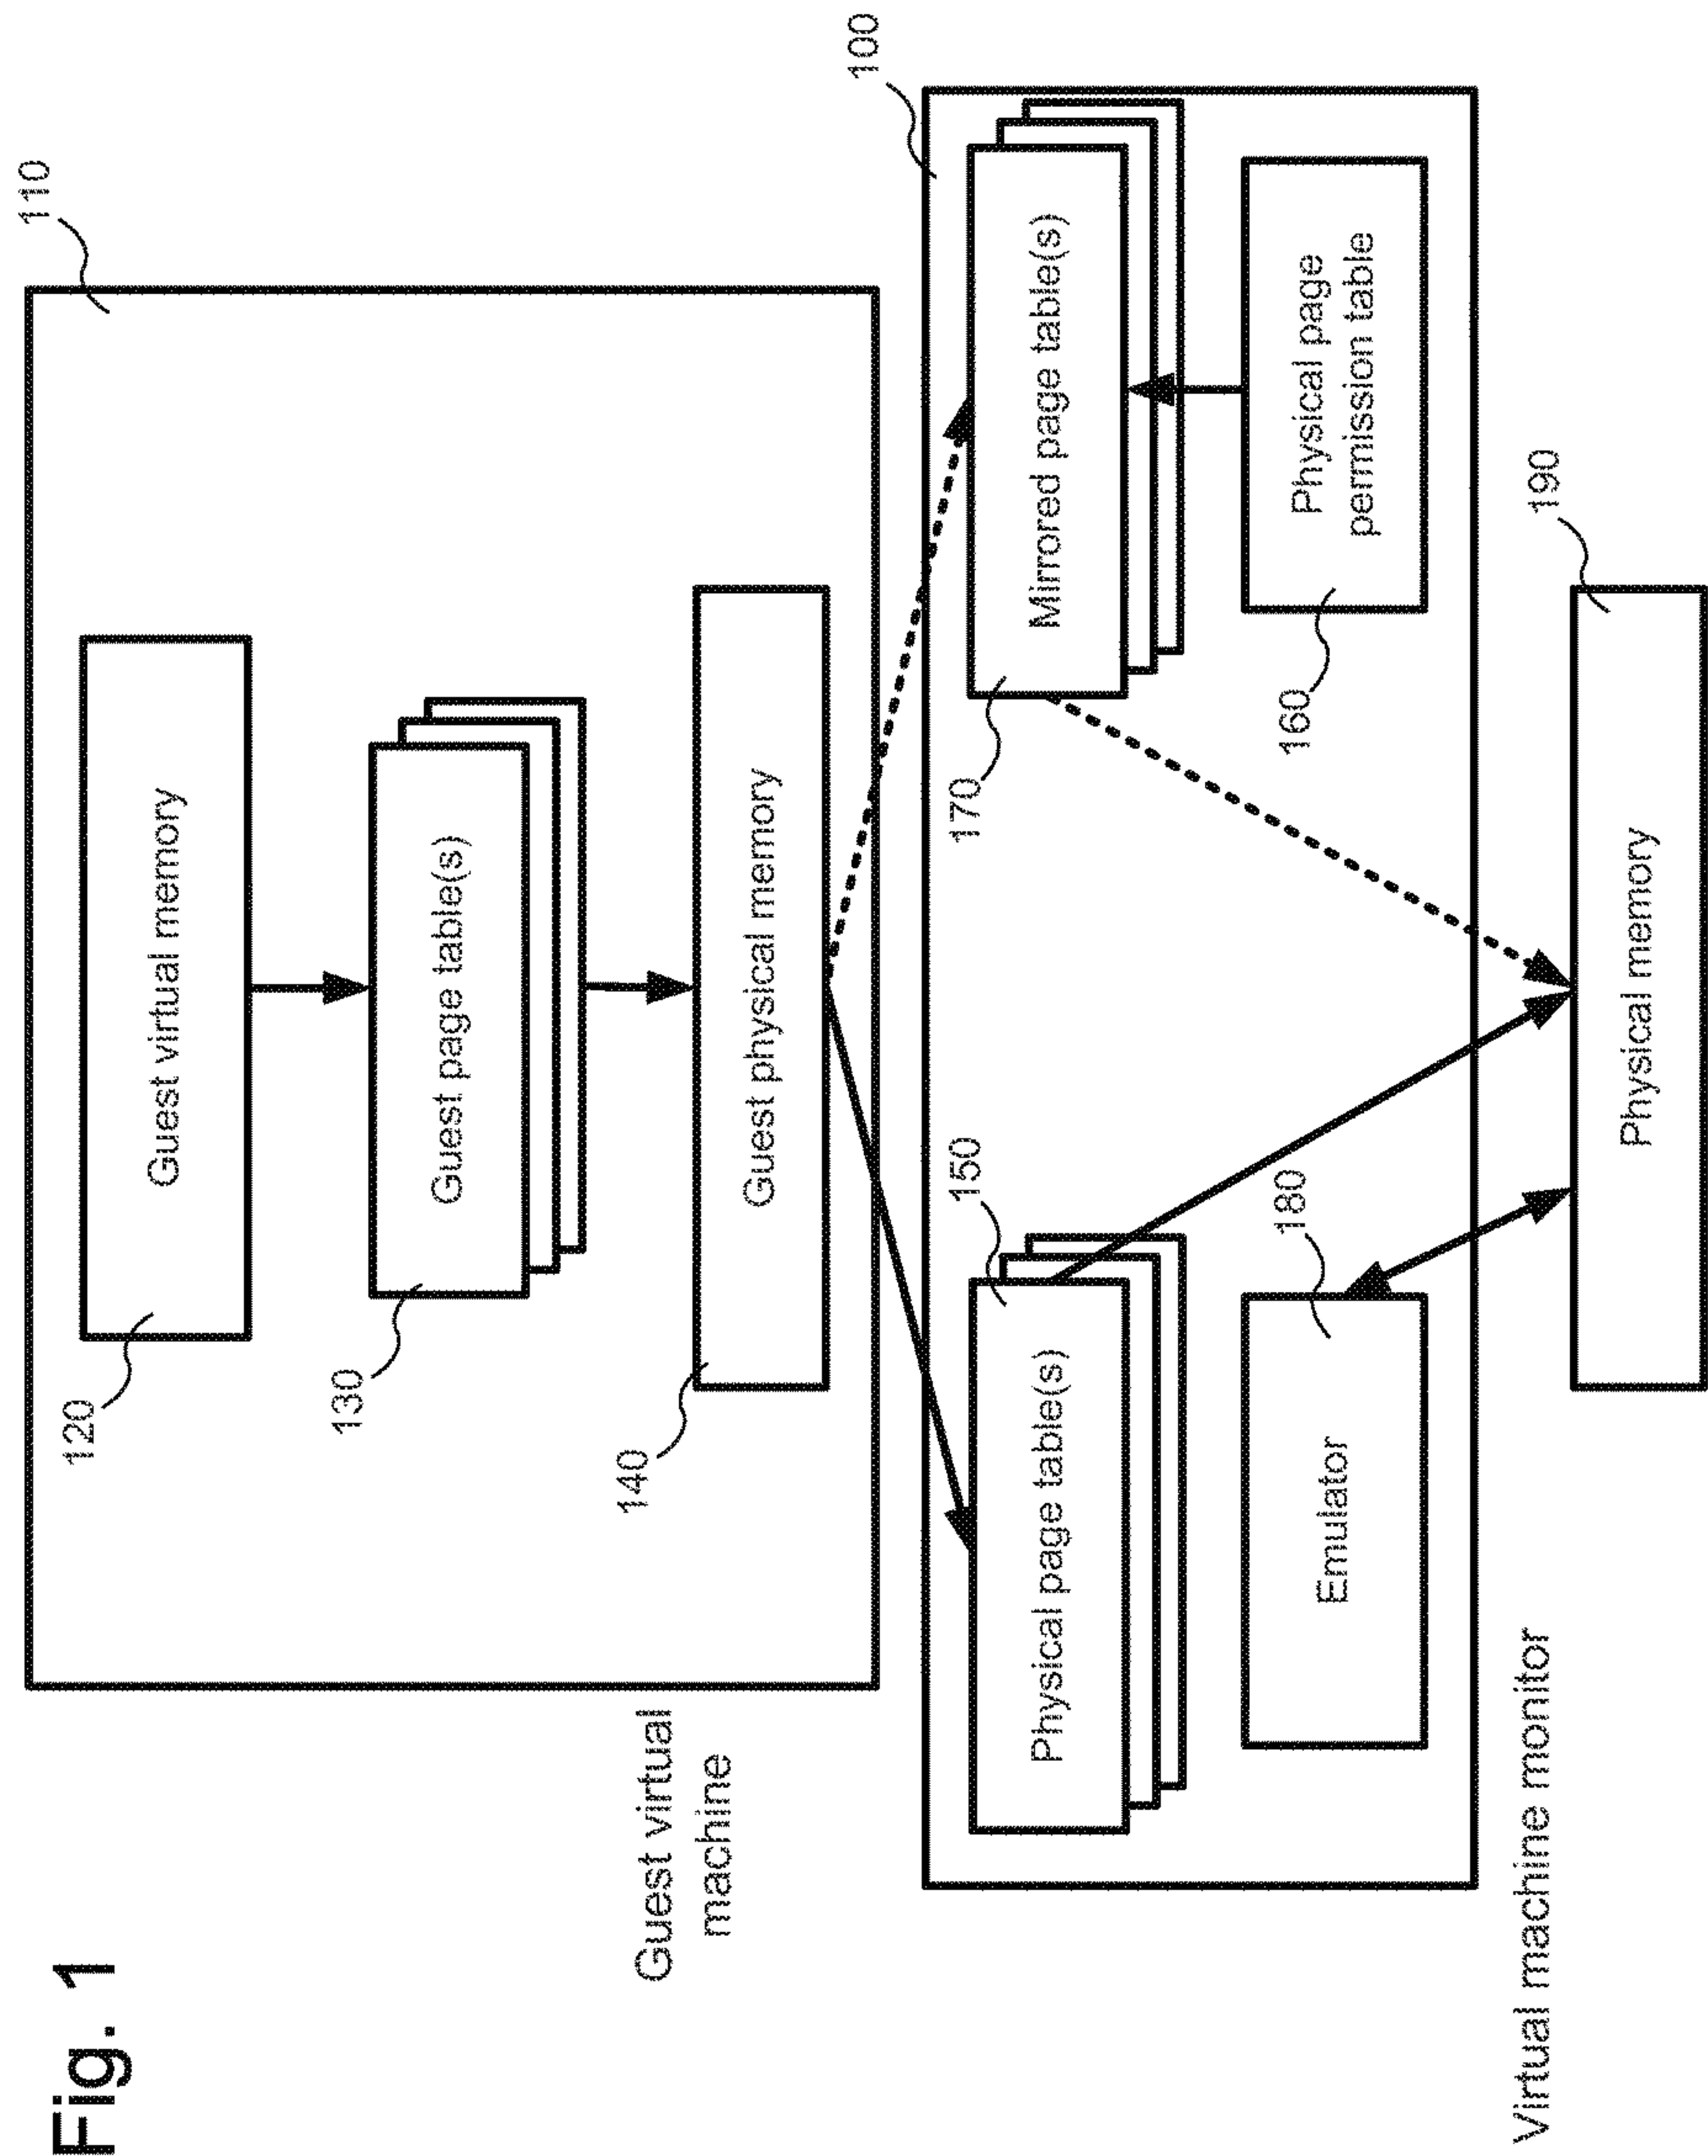 Fig. 1
110
Guest virtual memory
120
Guest page table(s)
130
Guest physical memory
140
Guest virtual
machine
100
Physical page table(s)
150
Mirrored page table(s)
170
Emulator
180
Physical page
permission table
160
Virtual machine monitor
Physical memory
190